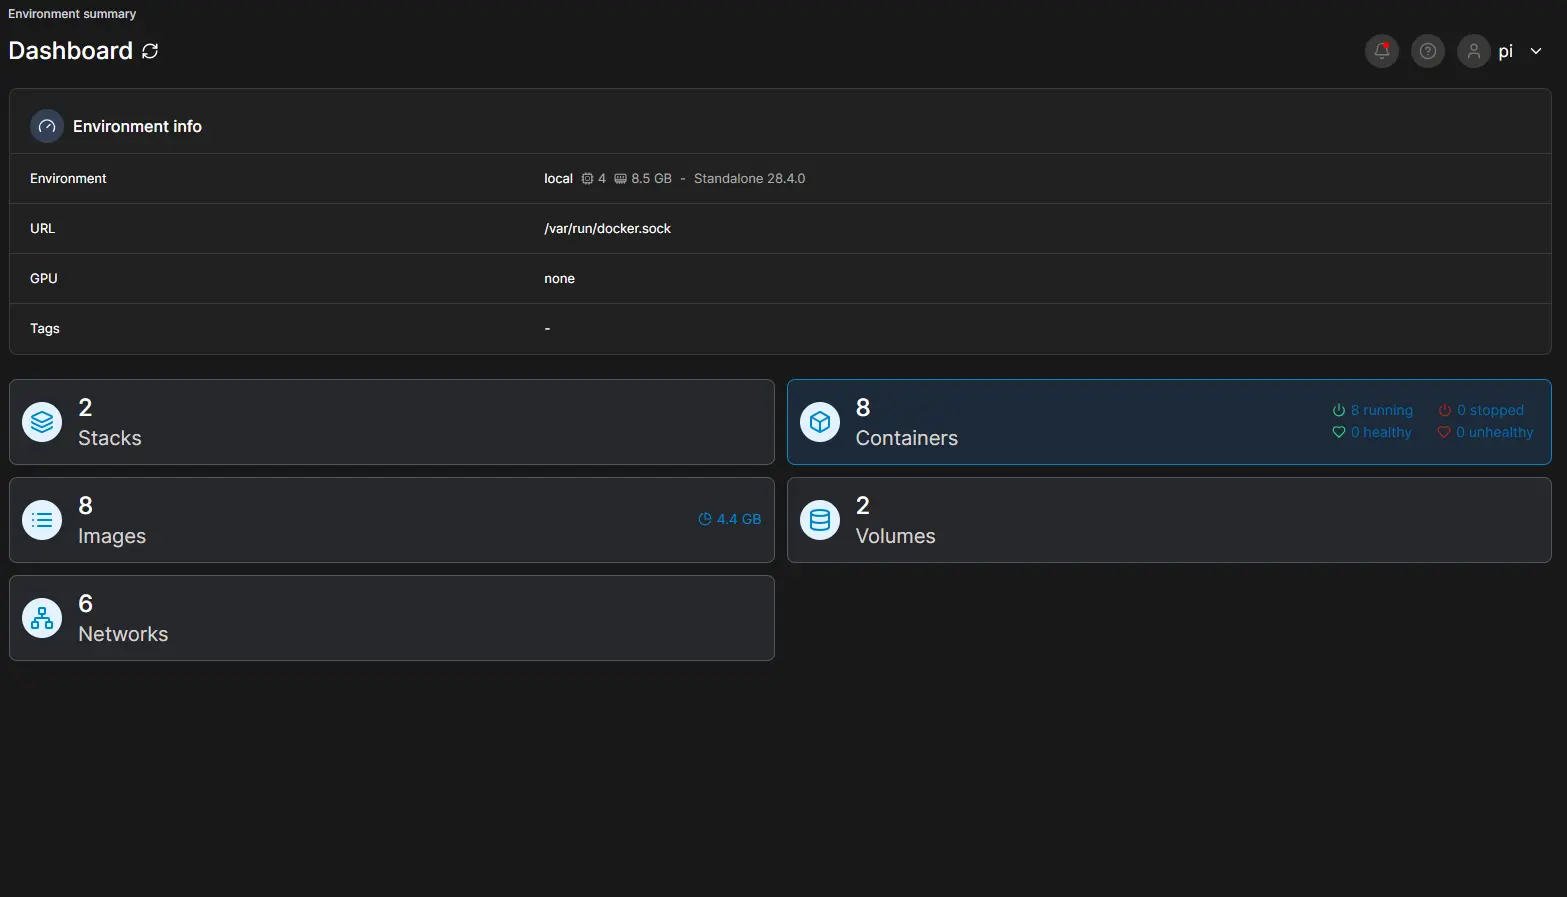 Environment summary
Dashboard
pi
Environment info
Environment local 4 8.5 GB - Standalone 28.4.0
URL /var/run/docker.sock
GPU none
Tags -
2
Stacks
8
Containers
8 running 0 stopped
0 healthy 0 unhealthy
8
Images
4.4 GB
2
Volumes
6
Networks